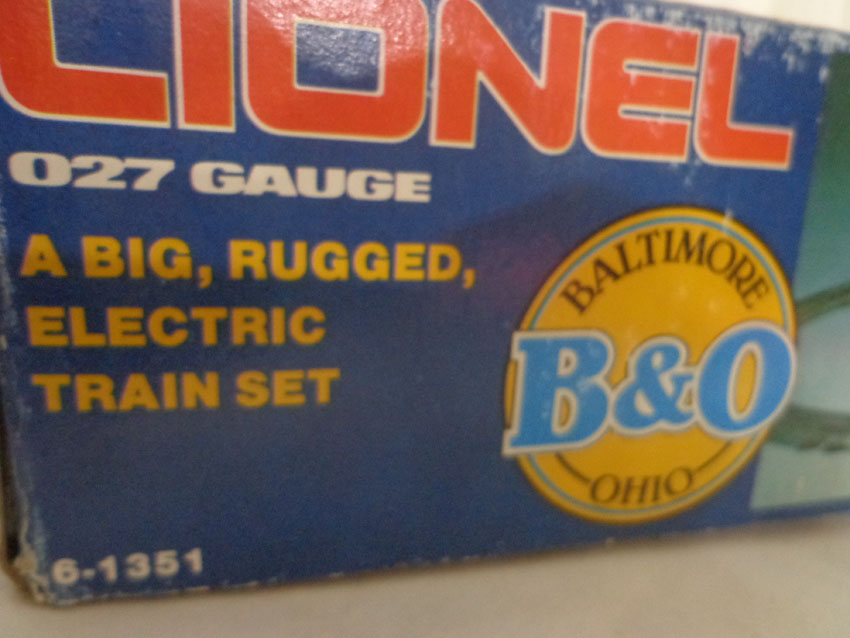 LIONEL
027 GAUGE
A BIG, RUGGED,
ELECTRIC
TRAIN SET
BALTIMORE
B&O
OHIO
6-1351